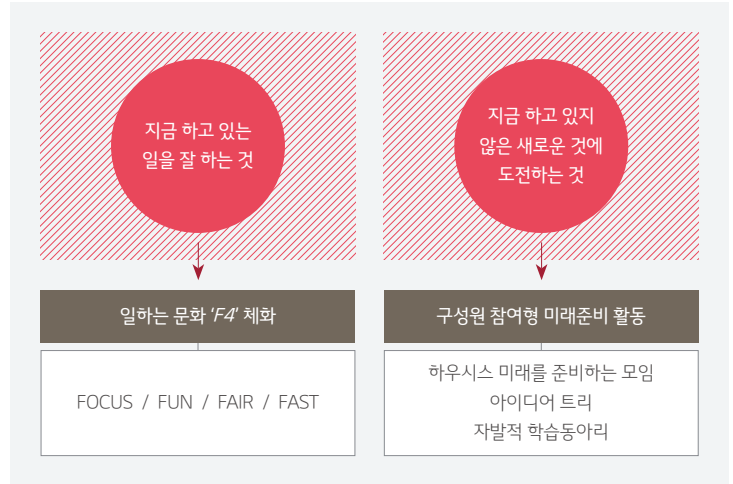 지금 하고 있는
일을 잘 하는 것
지금 하고 있지
않은 새로운 것에
도전하는 것
일하는 문화 ‘F4’ 체화
구성원 참여형 미래준비 활동
FOCUS / FUN / FAIR / FAST
하우시스 미래를 준비하는 모임
아이디어 트리
자발적 학습동아리